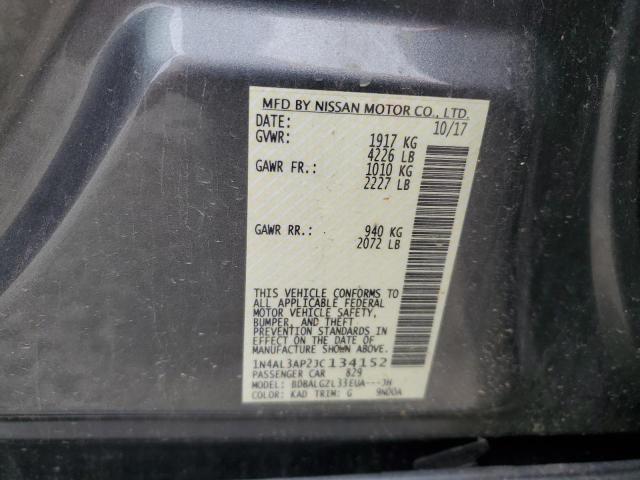 MFD BY NISSAN MOTOR CO., LTD.
DATE: 10/17
GVWR: 1917 KG
4226 LB
GAWR FR.: 1010 KG
2227 LB
GAWR RR.: 940 KG
2072 LB
THIS VEHICLE CONFORMS TO
ALL APPLICABLE FEDERAL
MOTOR VEHICLE SAFETY,
BUMPER, AND THEFT
PREVENTION STANDARDS IN
EFFECT ON THE DATE OF
MANUFACTURE SHOWN ABOVE.
1N4AL3AP2JC134152
PASSENGER CAR 829
MODEL: BDBALGZL33EUA---JH
COLOR: KAD TRIM: G 9N00A